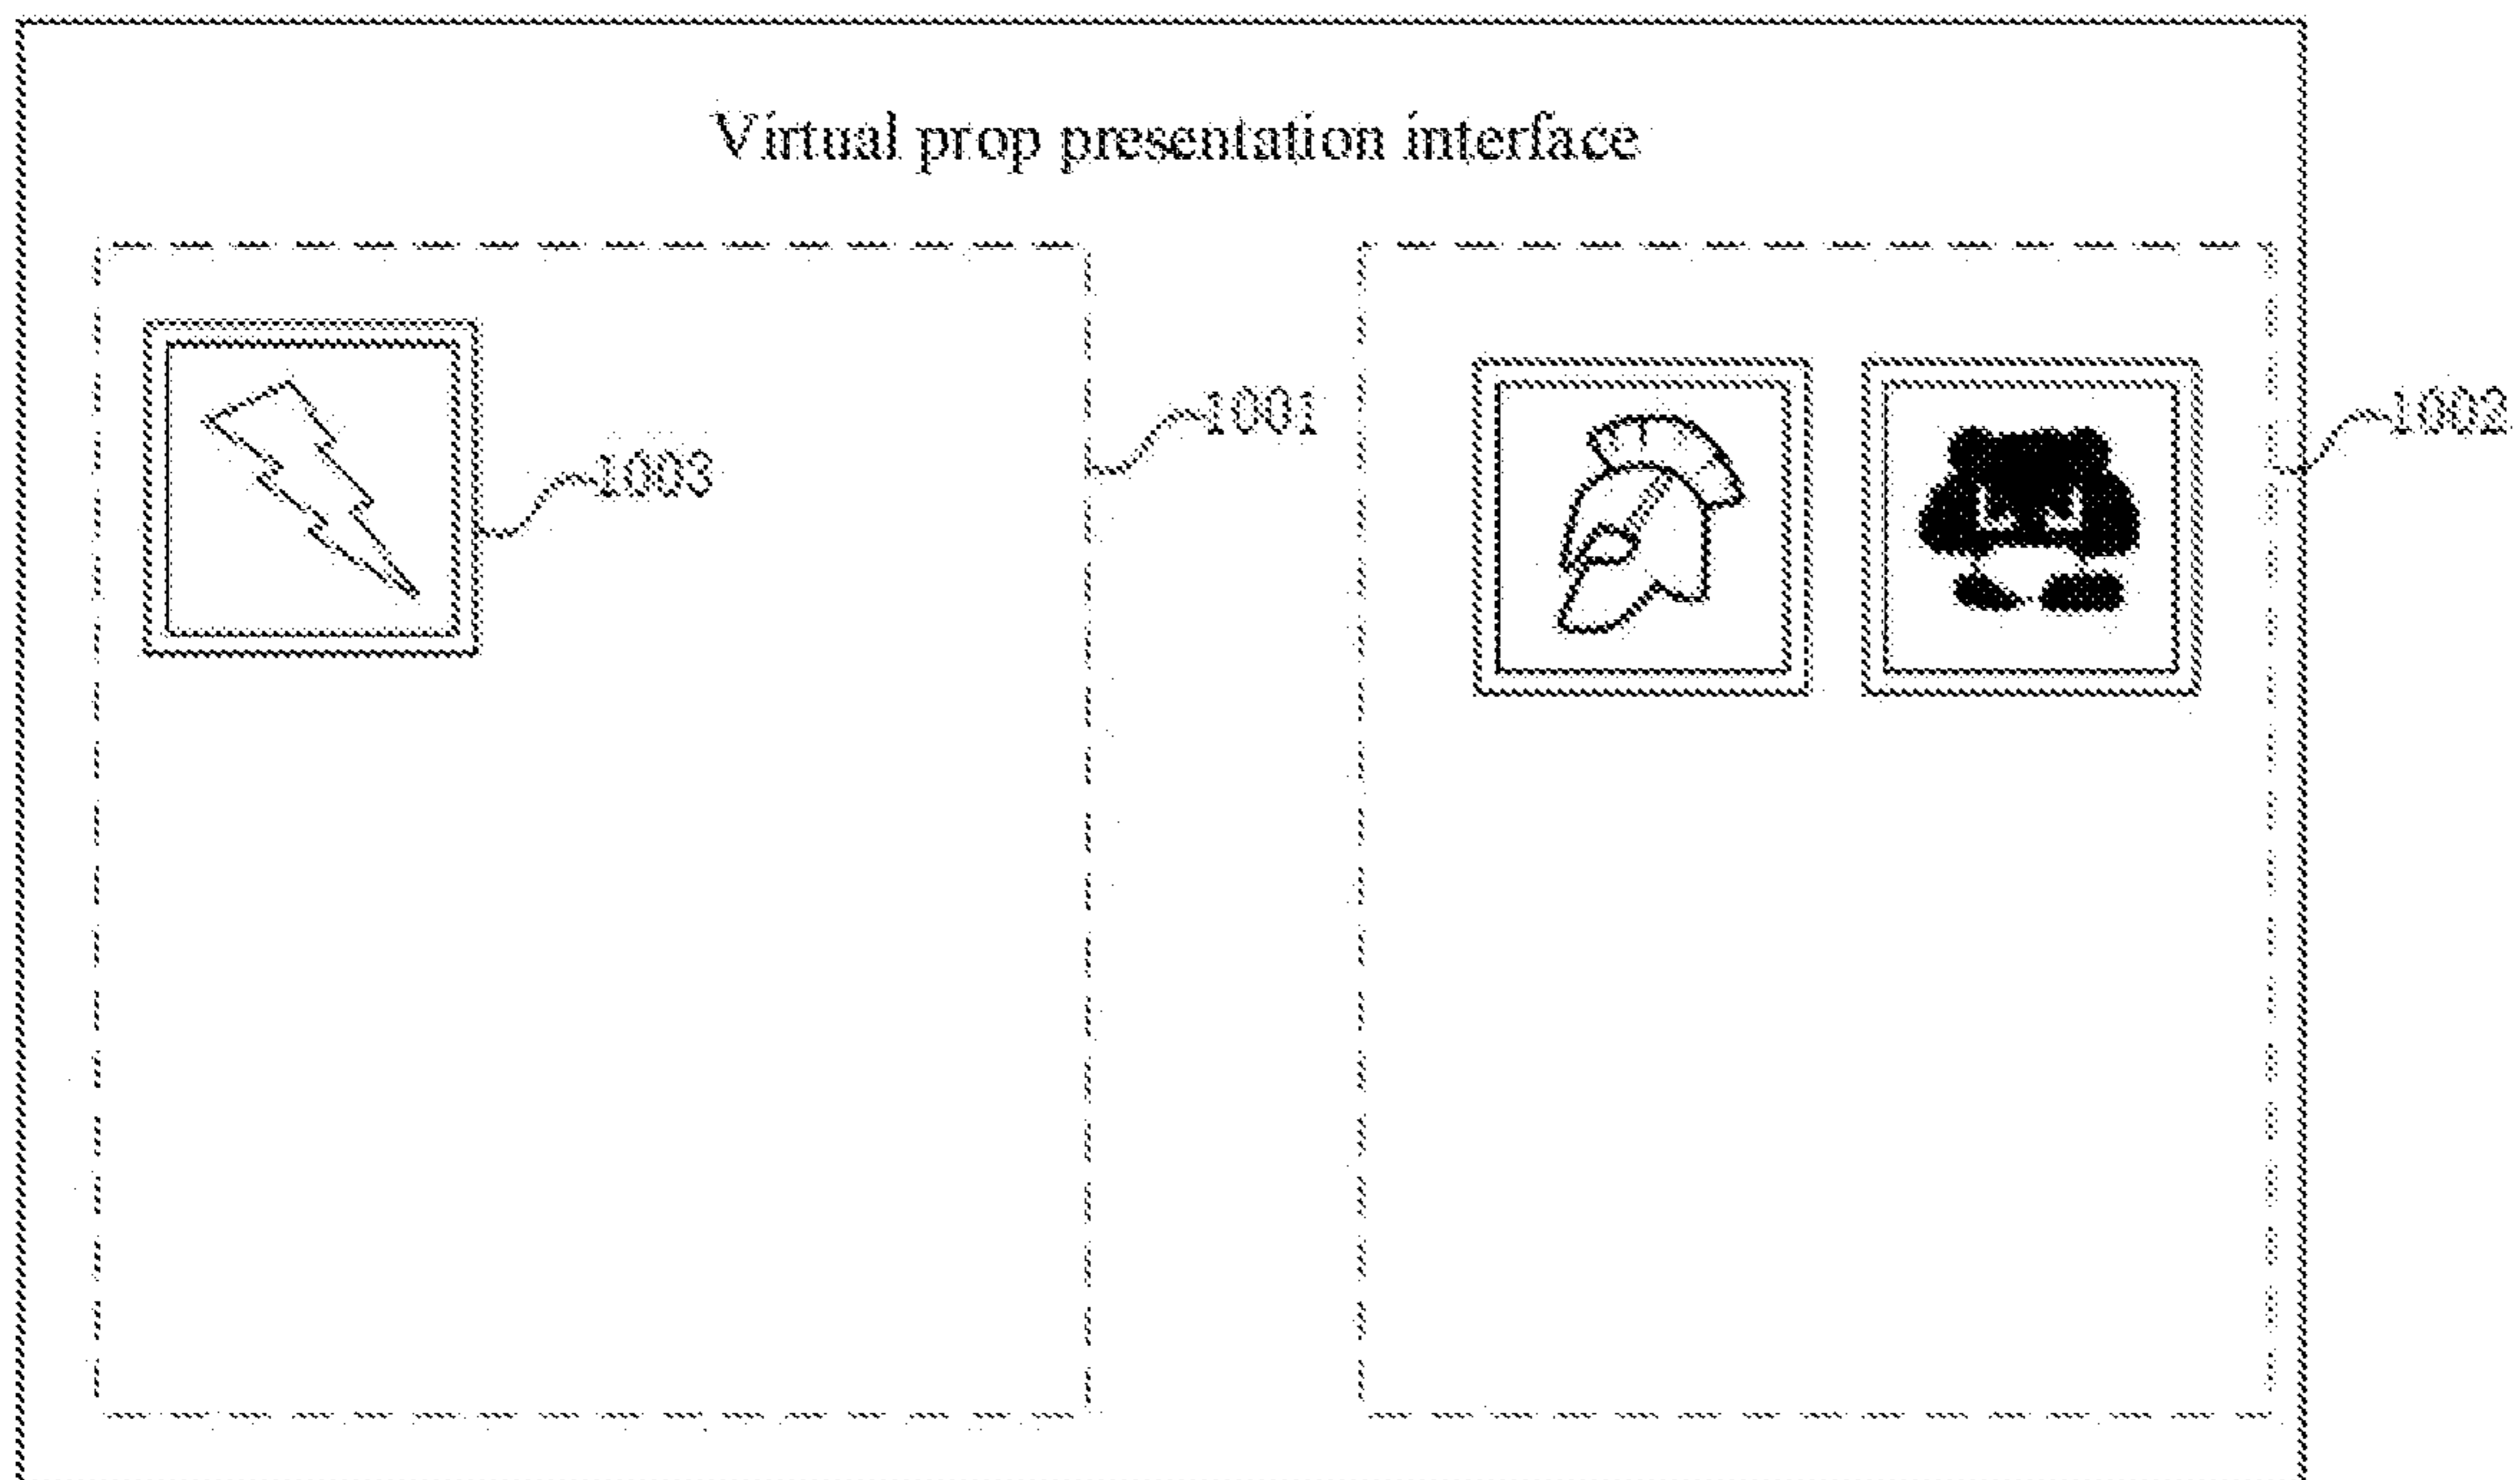 Virtual prop presentation interface
1001
1002
1003